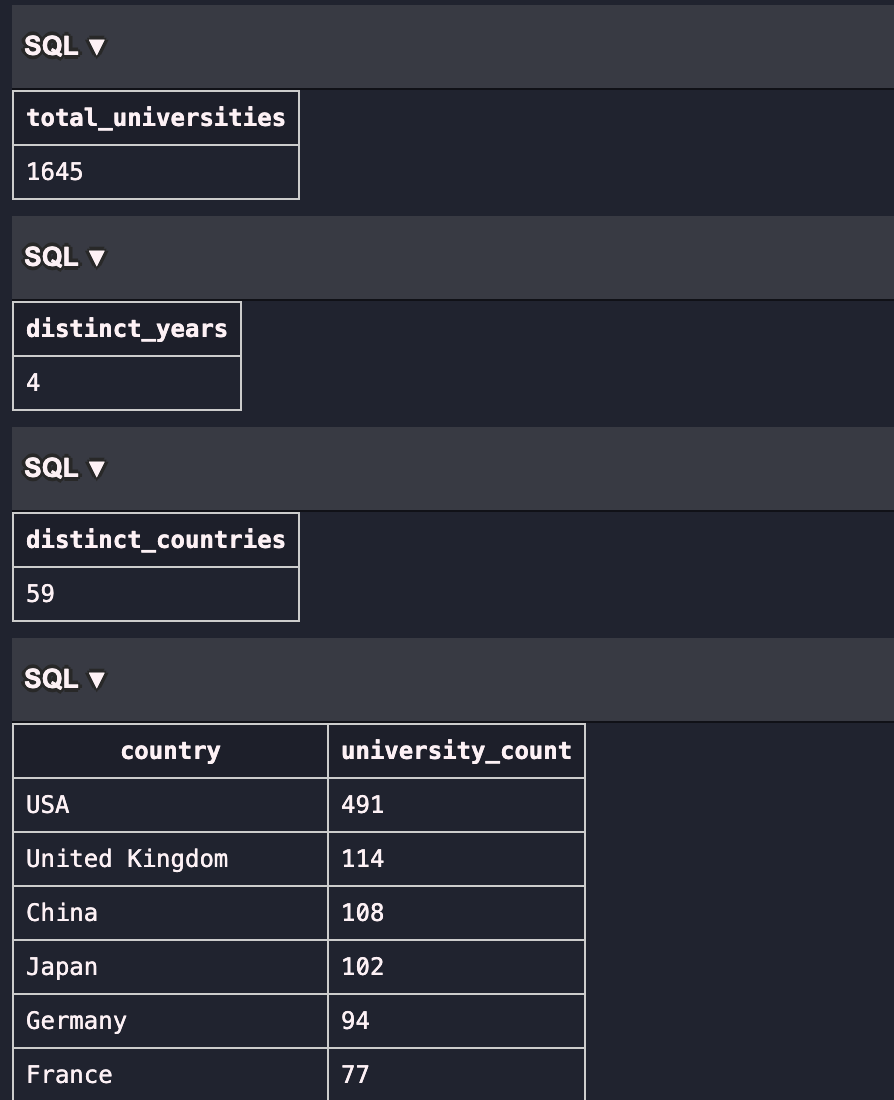 SQL ▼
total_universities
1645
SQL ▼
distinct_years
4
SQL ▼
distinct_countries
59
SQL ▼
country university_count
USA 491
United Kingdom 114
China 108
Japan 102
Germany 94
France 77